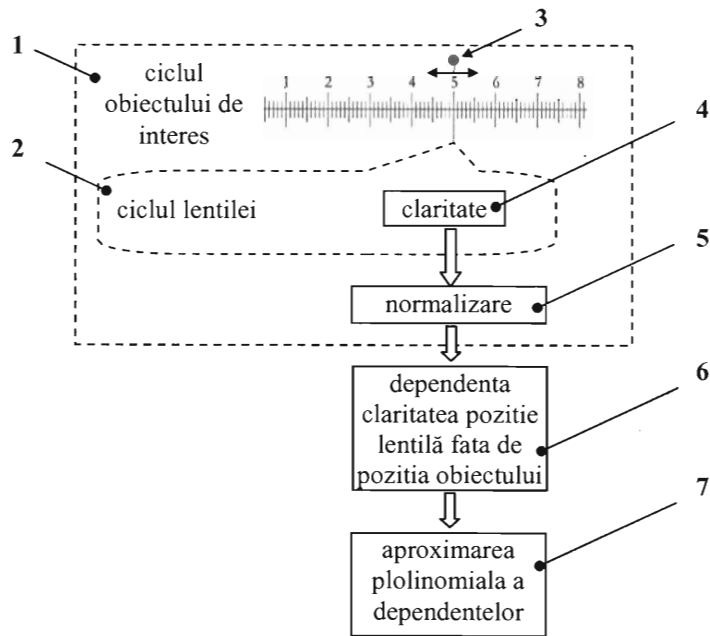 3
1
ciclul
obiectului de
interes
1 2 3 4 5 6 7 8
4
2
ciclul lentilei
claritate
5
normalizare
6
dependenta
claritatea pozitie
lentilă fata de
pozitia obiectului
7
aproximarea
plolinomiala a
dependentelor